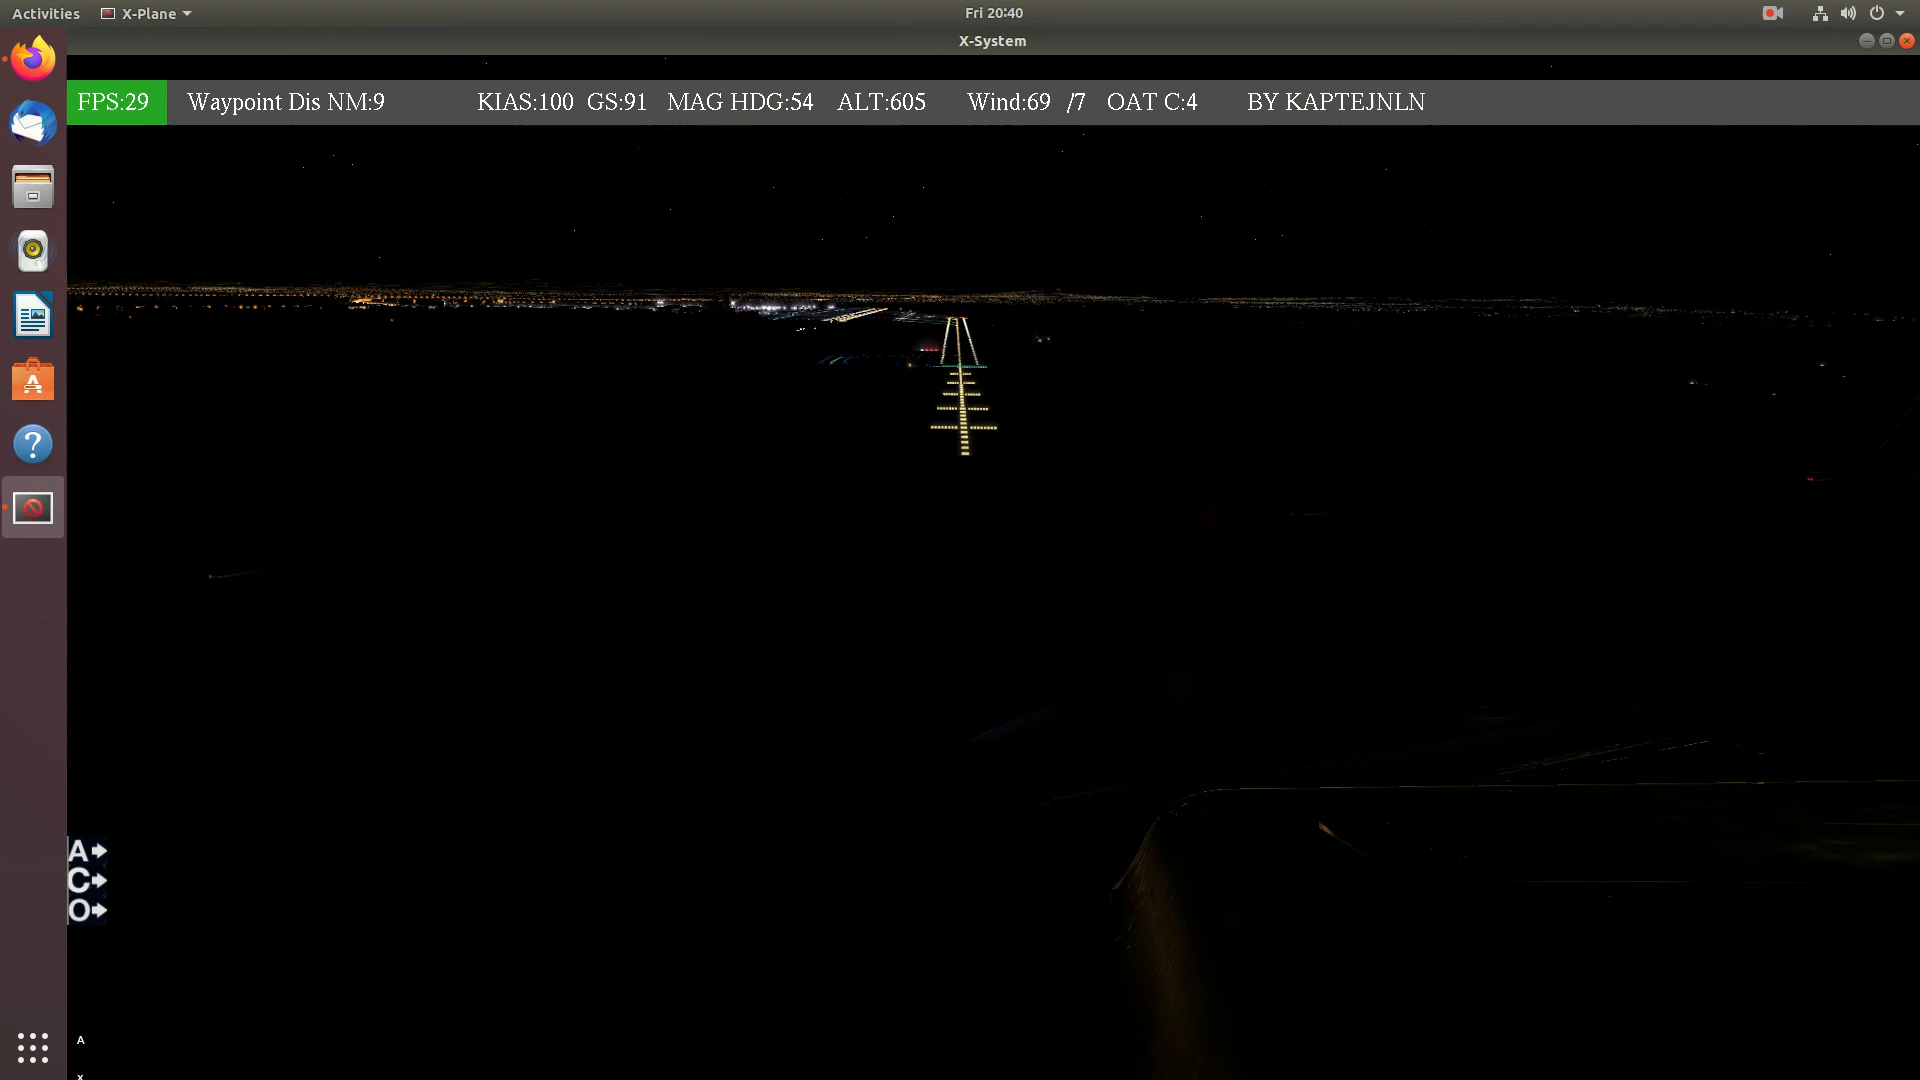 Activities X-Plane Fri 20:40
X-System
FPS:29 Waypoint Dis NM:9 KIAS:100 GS:91 MAG HDG:54 ALT:605 Wind:69 /7 OAT C:4 BY KAPTEJNLN
A
C
O
A
x